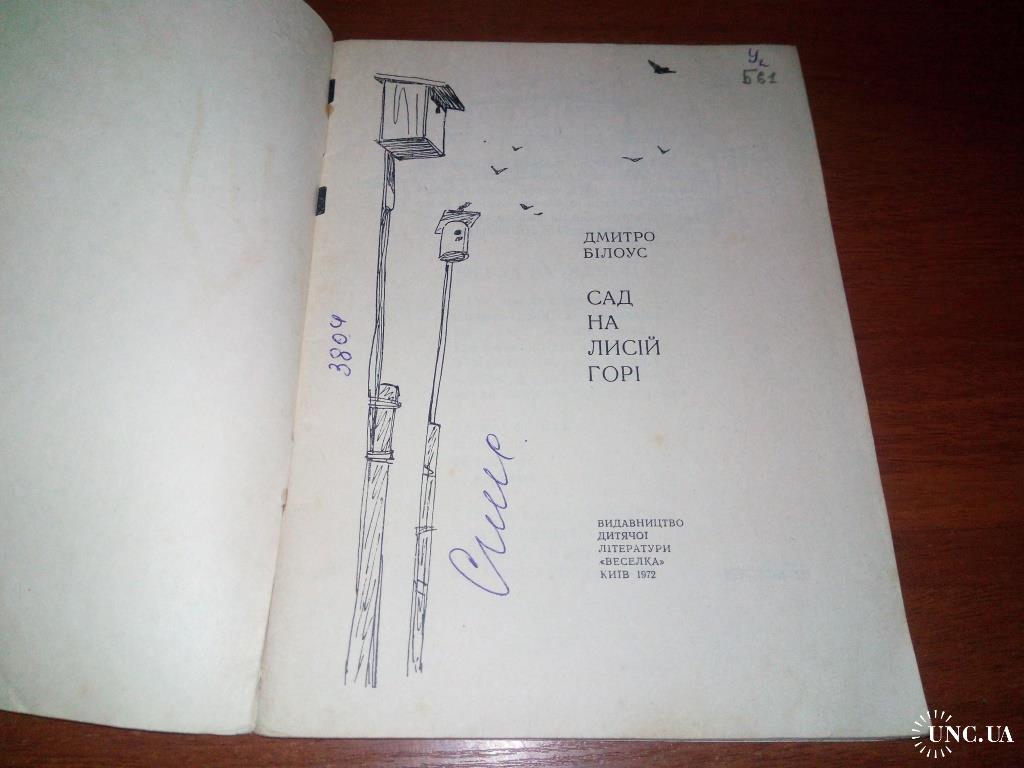 Ук
Б61
ДМИТРО
БІЛОУС
САД
НА
ЛИСІЙ
ГОРІ
3804
ВИДАВНИЦТВО
ДИТЯЧОЇ
ЛІТЕРАТУРИ
«ВЕСЕЛКА»
КИЇВ 1972
UNC.UA